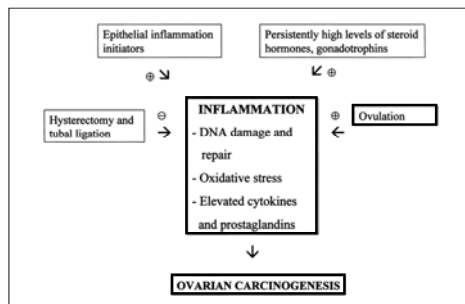 Epithelial inflammation
initiators
Persistently high levels of steroid
hormones, gonadotrophins
⊕
⊕
Hysterectomy and
tubal ligation
⊖
INFLAMMATION
- DNA damage and
repair
- Oxidative stress
- Elevated cytokines
and prostaglandins
⊕
Ovulation
OVARIAN CARCINOGENESIS